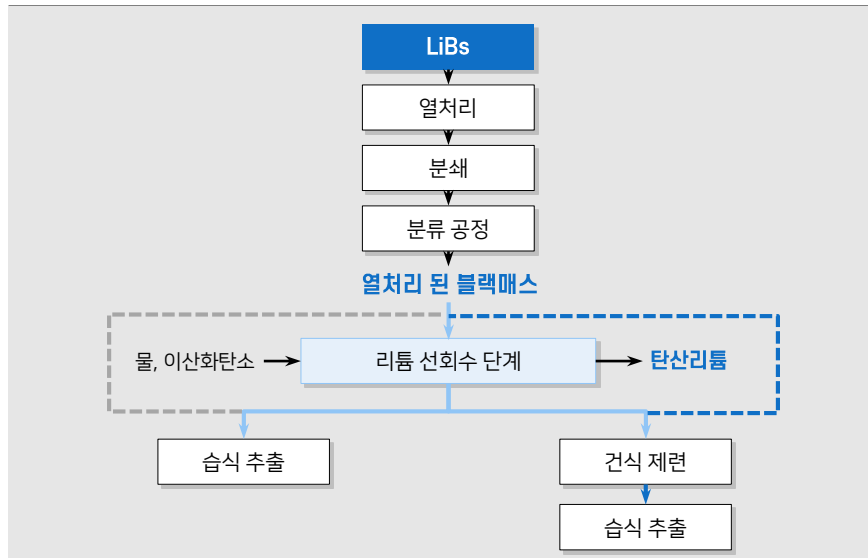 LiBs
열처리
분쇄
분류 공정
열처리 된 블랙매스
물, 이산화탄소
리튬 선회수 단계
탄산리튬
습식 추출
건식 제련
습식 추출